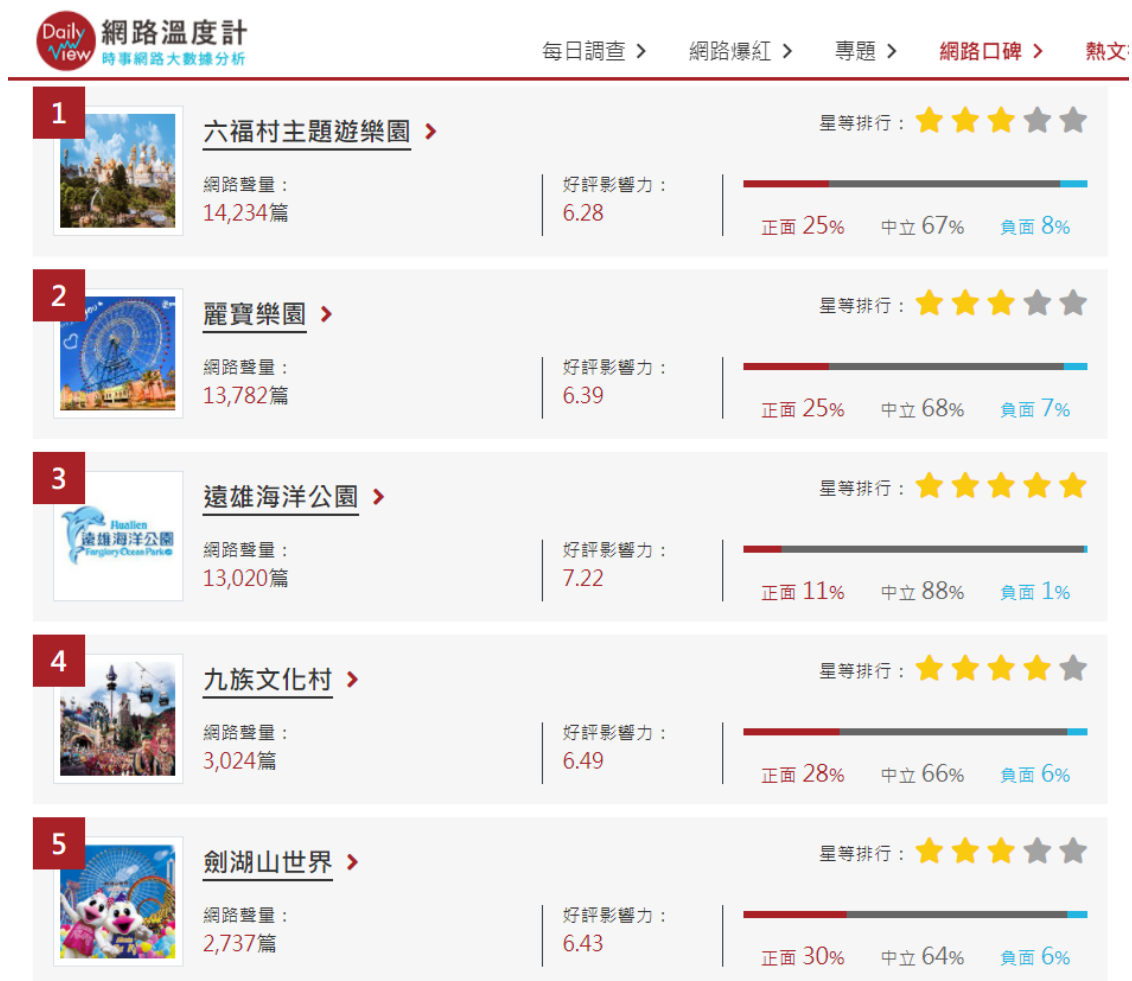 Daily View 網路溫度計
時事網路大數據分析
每日調查 網路爆紅 專題 網路口碑 熱文
1
六福村主題遊樂園
星等排行：
網路聲量：
14,234篇
好評影響力：
6.28
正面 25% 中立 67% 負面 8%
2
麗寶樂園
星等排行：
網路聲量：
13,782篇
好評影響力：
6.39
正面 25% 中立 68% 負面 7%
3
Hualien
遠雄海洋公園
Farglory Ocean Park
遠雄海洋公園
星等排行：
網路聲量：
13,020篇
好評影響力：
7.22
正面 11% 中立 88% 負面 1%
4
九族文化村
星等排行：
網路聲量：
3,024篇
好評影響力：
6.49
正面 28% 中立 66% 負面 6%
5
劍湖山世界
星等排行：
網路聲量：
2,737篇
好評影響力：
6.43
正面 30% 中立 64% 負面 6%